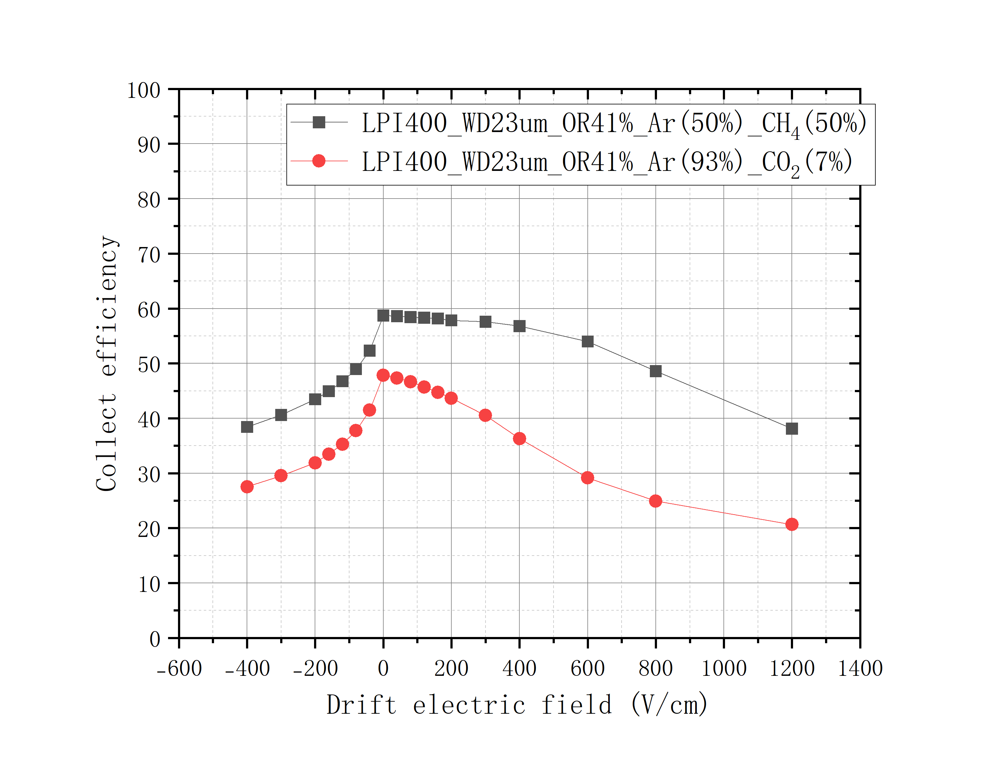 LPI400_WD23um_OR41%_Ar(50%)_CH₄(50%)
LPI400_WD23um_OR41%_Ar(93%)_CO₂(7%)
Collect efficiency
100
90
80
70
60
50
40
30
20
10
0
-600 -400 -200 0 200 400 600 800 1000 1200 1400
Drift electric field (V/cm)